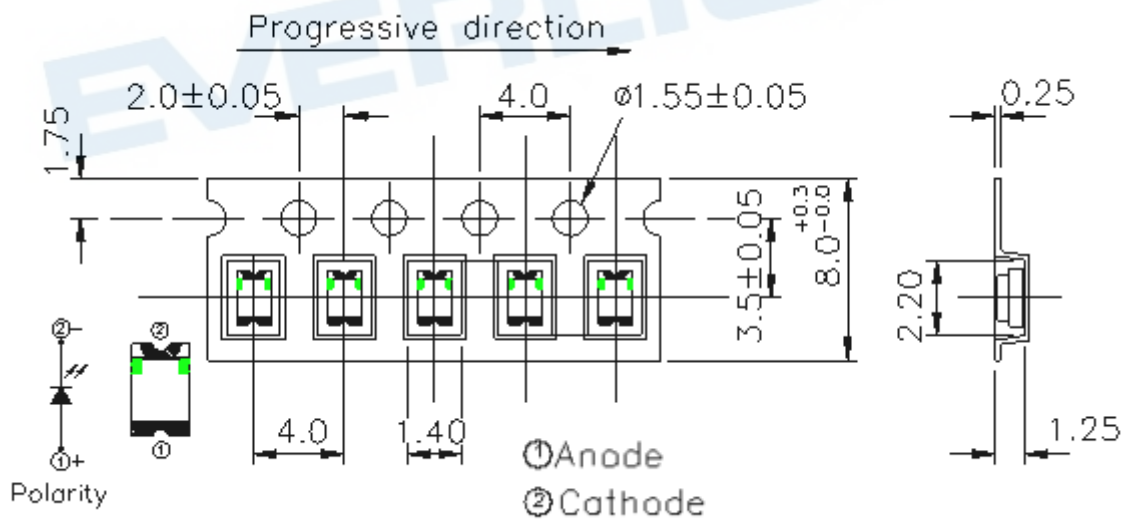 EVERLIG
Progressive direction
2.0±0.05
4.0
ø1.55±0.05
0.25
1.75
3.5±0.05
8.0 +0.3 -0.0
2.20
②-
②
4.0
1.40
1.25
①+
①
Polarity
①Anode
②Cathode